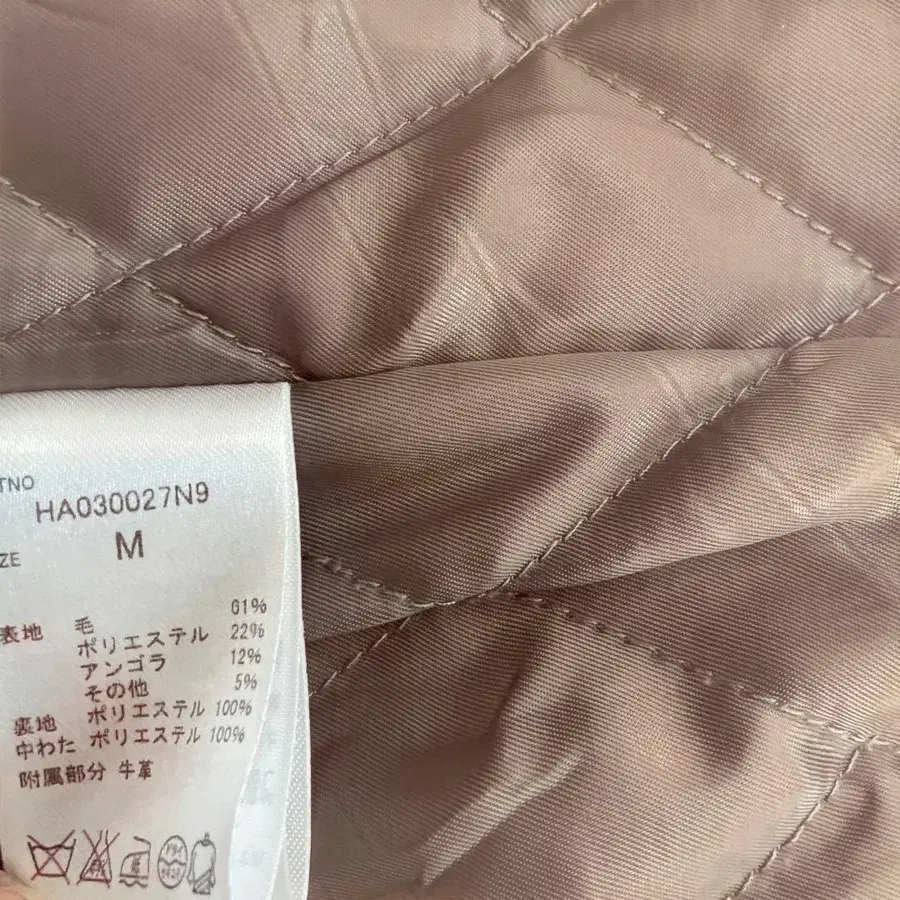 TNO
HA030027N9
ZE M
表地 毛 61%
ポリエステル 22%
アンゴラ 12%
その他 5%
裏地 ポリエステル 100%
中わた ポリエステル 100%
附属部分 牛革